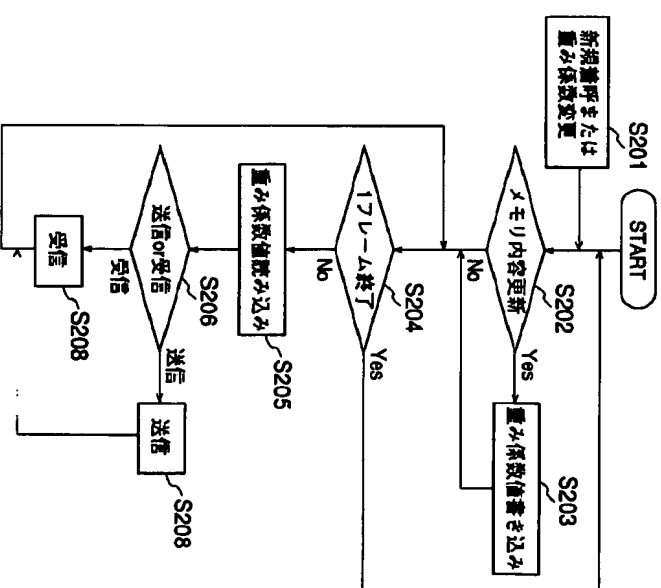 START
S201
新規着呼または
重み係数変更
S202
メモリ内容更新
Yes
No
S203
重み係数値書き込み
S204
1フレーム終了
Yes
No
S205
重み係数値読み込み
S206
送信or受信
送信
受信
S208
送信
S208
受信